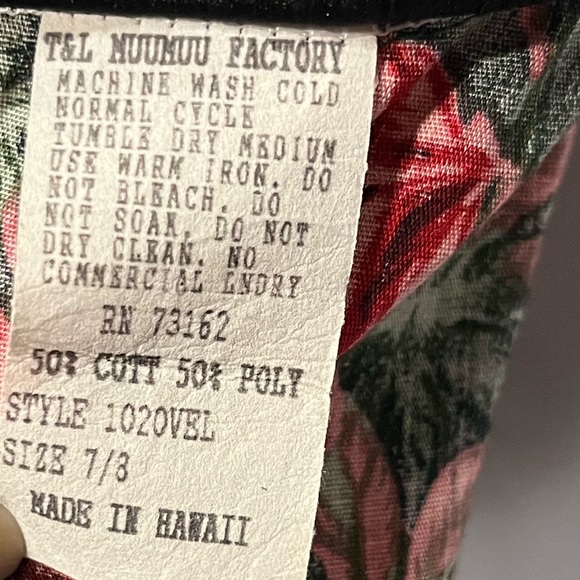 T&L MUUMUU FACTORY
MACHINE WASH COLD
NORMAL CYCLE
TUMBLE DRY MEDIUM
USE WARM IRON. DO
NOT BLEACH. DO
NOT SOAK. DO NOT
DRY CLEAN. NO
COMMERCIAL LNDRY
RN 73162
50% COTT 50% POLY
STYLE 1020VEL
SIZE 7/8
MADE IN HAWAII